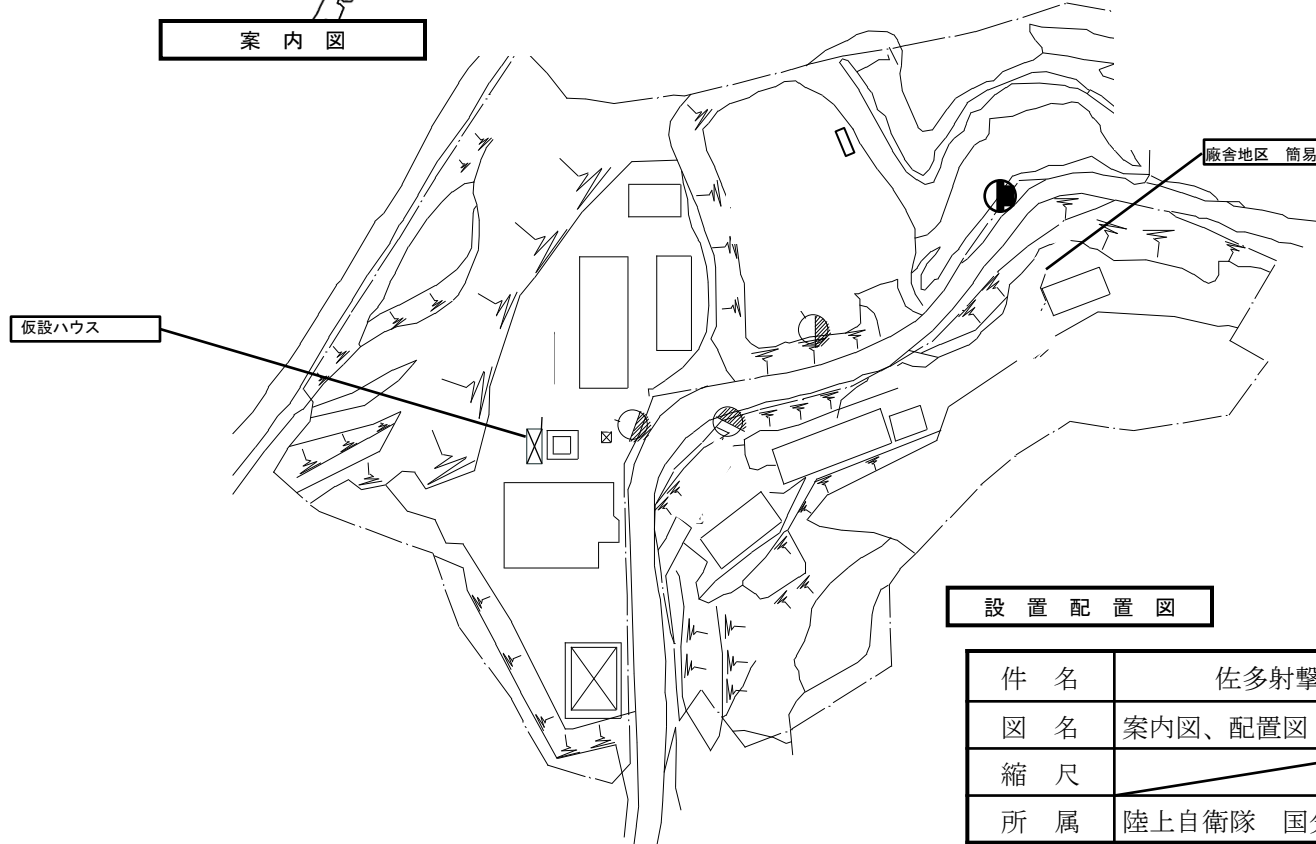 案内図
廠舎地区 簡易
仮設ハウス
設置配置図
件 名 佐多射撃
図 名 案内図、配置図
縮 尺
所 属 陸上自衛隊 国